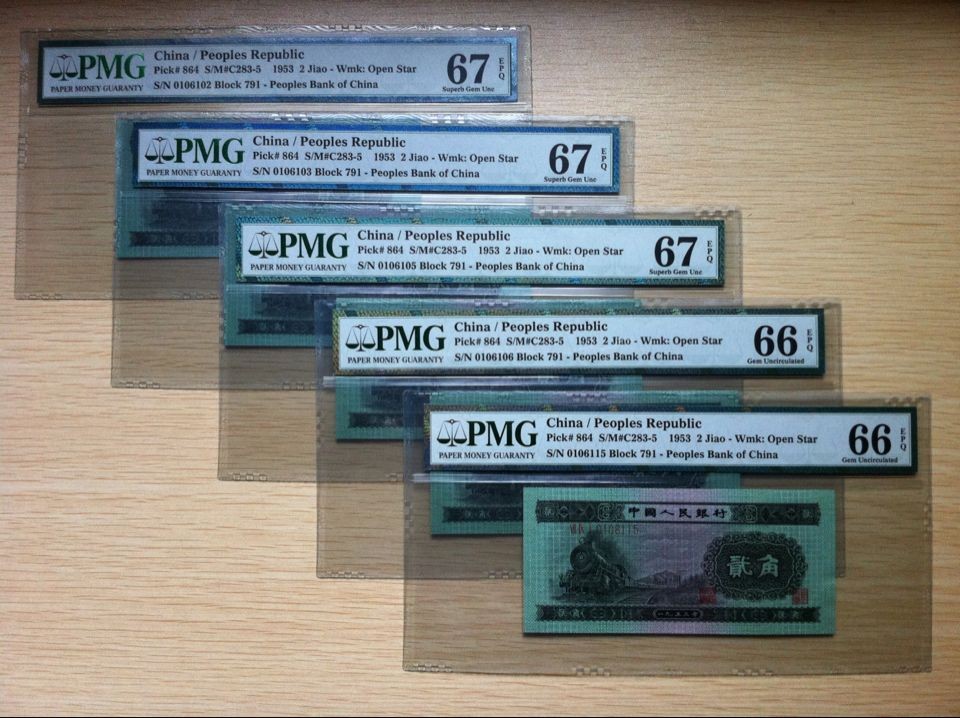 PMG
PAPER MONEY GUARANTY
China / Peoples Republic
Pick# 864 S/M#C283-5 1953 2 Jiao - Wmk: Open Star
S/N 0106102 Block 791 - Peoples Bank of China
67
EPQ
Superb Gem Unc
PMG
PAPER MONEY GUARANTY
China / Peoples Republic
Pick# 864 S/M#C283-5 1953 2 Jiao - Wmk: Open Star
S/N 0106103 Block 791 - Peoples Bank of China
67
EPQ
Superb Gem Unc
PMG
PAPER MONEY GUARANTY
China / Peoples Republic
Pick# 864 S/M#C283-5 1953 2 Jiao - Wmk: Open Star
S/N 0106105 Block 791 - Peoples Bank of China
67
EPQ
Superb Gem Unc
PMG
PAPER MONEY GUARANTY
China / Peoples Republic
Pick# 864 S/M#C283-5 1953 2 Jiao - Wmk: Open Star
S/N 0106106 Block 791 - Peoples Bank of China
66
EPQ
Gem Uncirculated
PMG
PAPER MONEY GUARANTY
China / Peoples Republic
Pick# 864 S/M#C283-5 1953 2 Jiao - Wmk: Open Star
S/N 0106115 Block 791 - Peoples Bank of China
66
EPQ
Gem Uncirculated
中國人民銀行
0106115
貳角